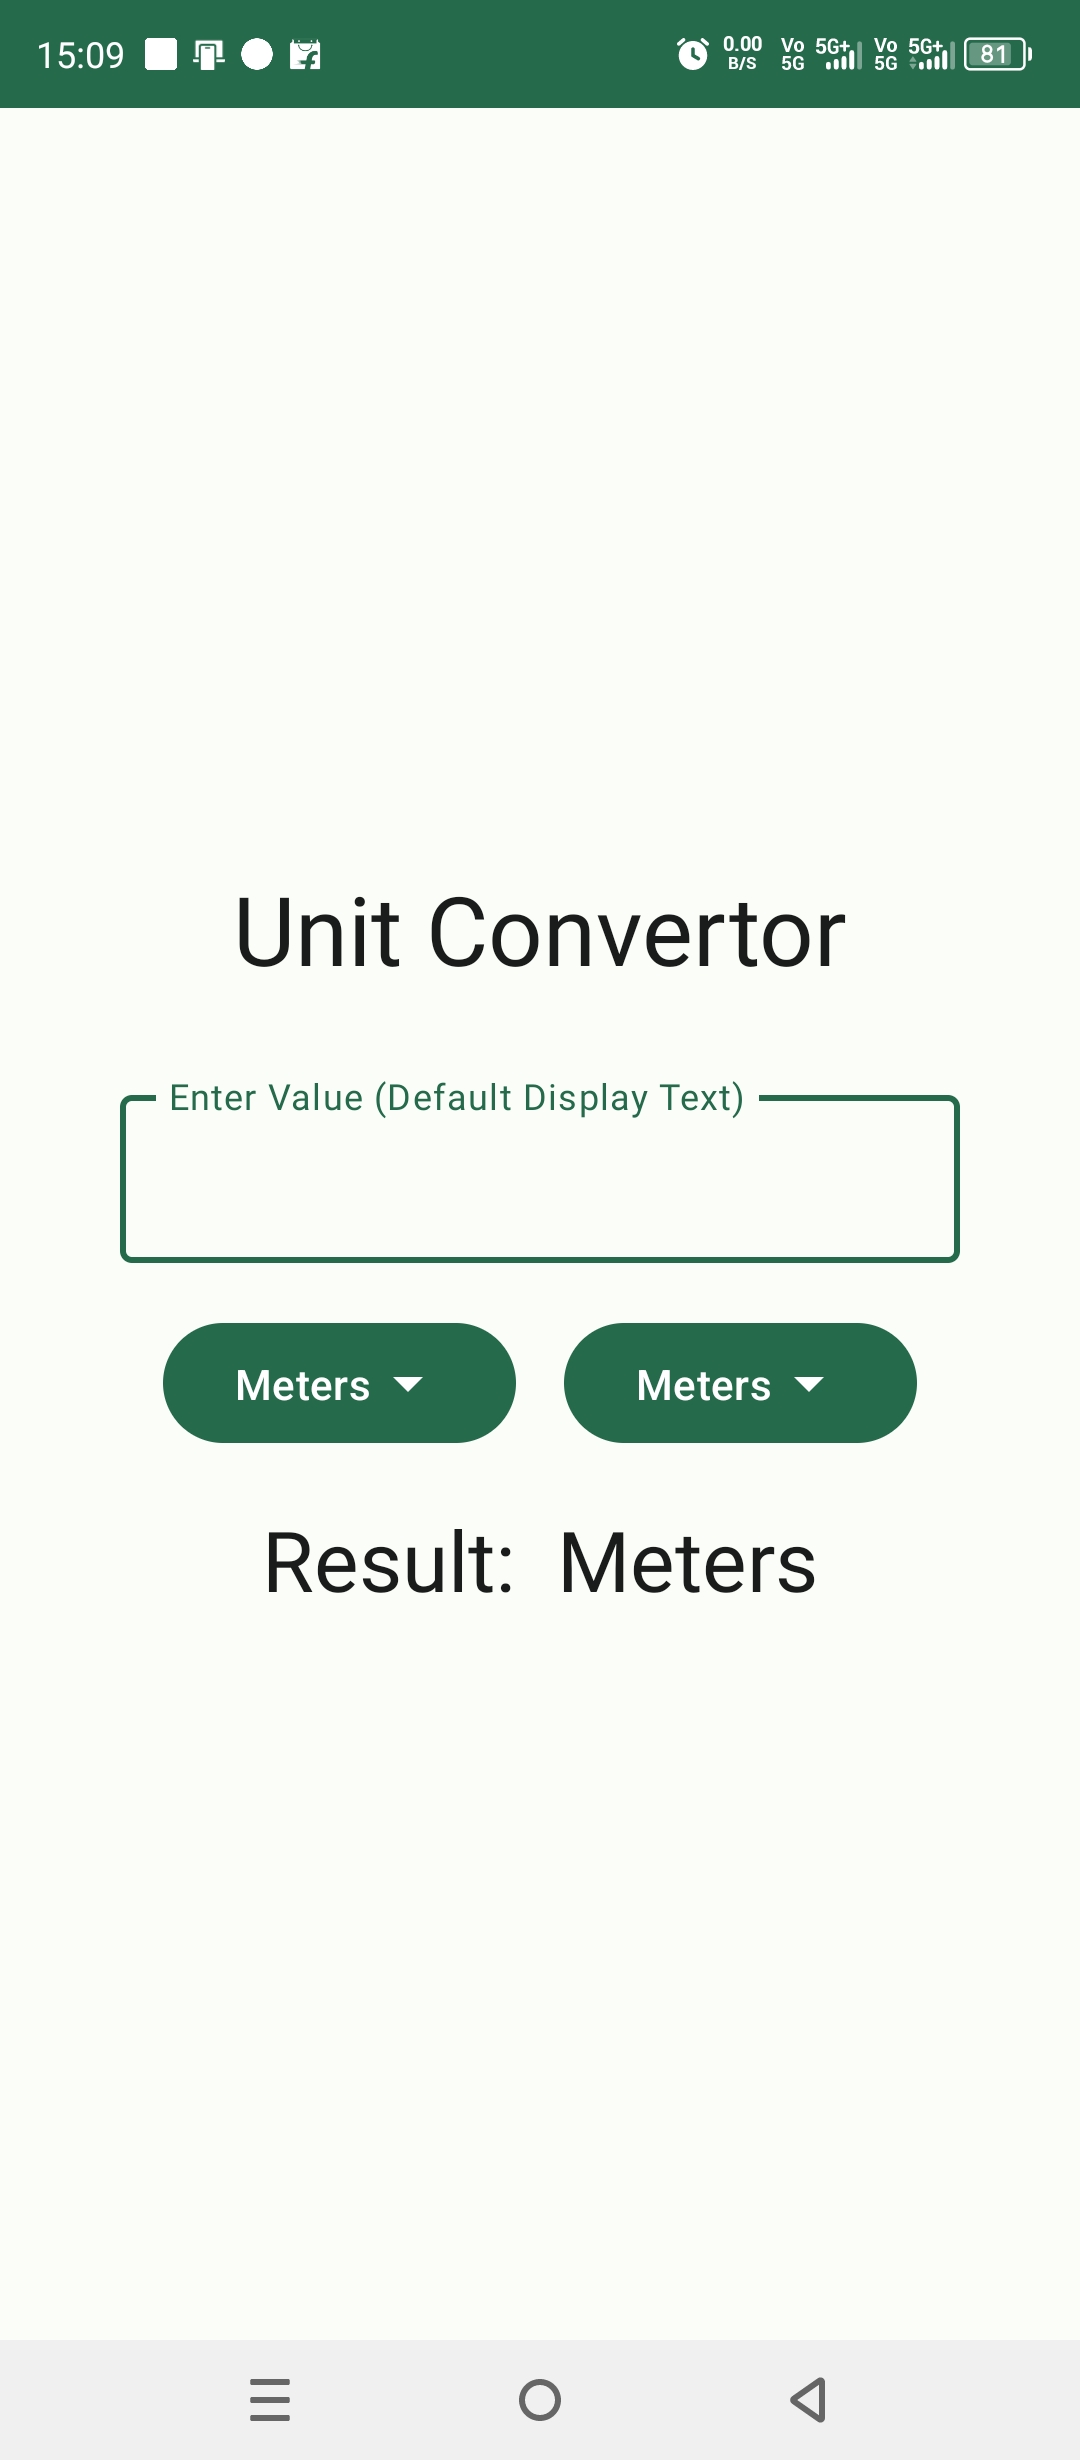 15:09 0.00 B/S Vo 5G 5G+ Vo 5G 5G+ 81
Unit Convertor
Enter Value (Default Display Text)
Meters Meters
Result: Meters